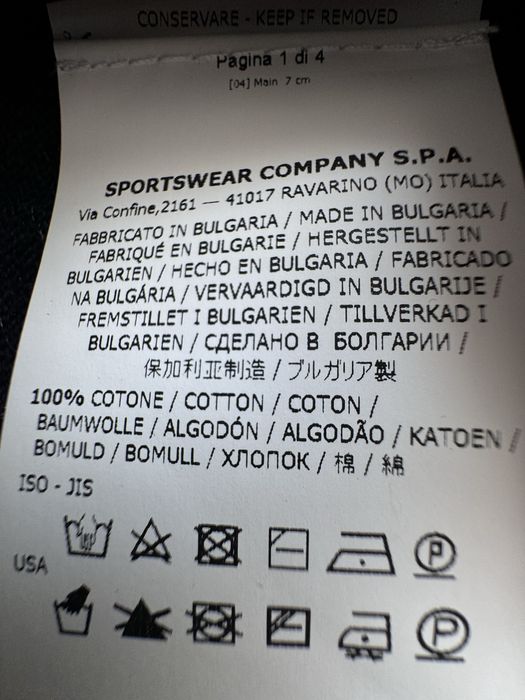 CONSERVARE - KEEP IF REMOVED
Pagina 1 di 4
[04] Main 7 cm
SPORTSWEAR COMPANY S.P.A.
Via Confine,2161 — 41017 RAVARINO (MO) ITALIA
FABBRICATO IN BULGARIA / MADE IN BULGARIA /
FABRIQUÉ EN BULGARIE / HERGESTELLT IN
BULGARIEN / HECHO EN BULGARIA / FABRICADO
NA BULGÁRIA / VERVAARDIGD IN BULGARIJE /
FREMSTILLET I BULGARIEN / TILLVERKAD I
BULGARIEN / СДЕЛАНО В БОЛГАРИИ /
保加利亚制造 / ブルガリア製
100% COTONE / COTTON / COTON /
BAUMWOLLE / ALGODÓN / ALGODÃO / KATOEN /
BOMULD / BOMULL / ХЛОПОК / 棉 / 綿
ISO - JIS
P
USA
P